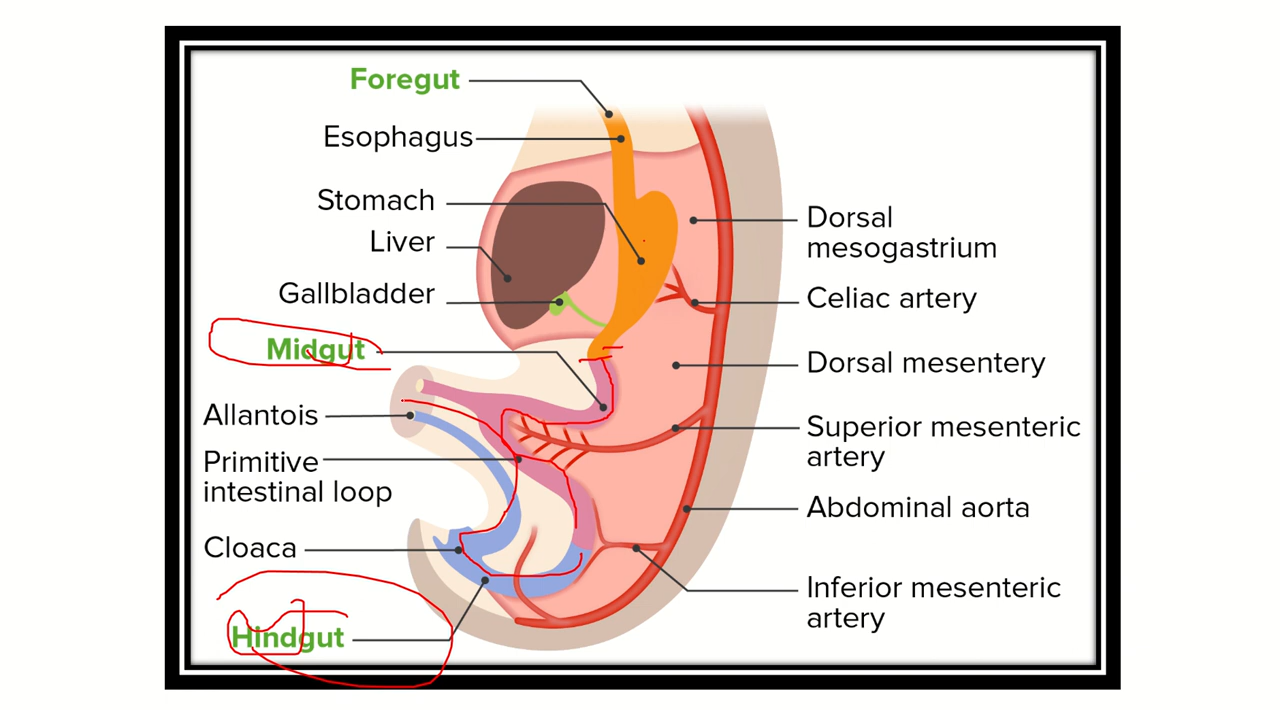 Foregut
Esophagus
Stomach
Liver
Gallbladder
Midgut
Allantois
Primitive
intestinal loop
Cloaca
Hindgut
Dorsal
mesogastrium
Celiac artery
Dorsal mesentery
Superior mesenteric
artery
Abdominal aorta
Inferior mesenteric
artery